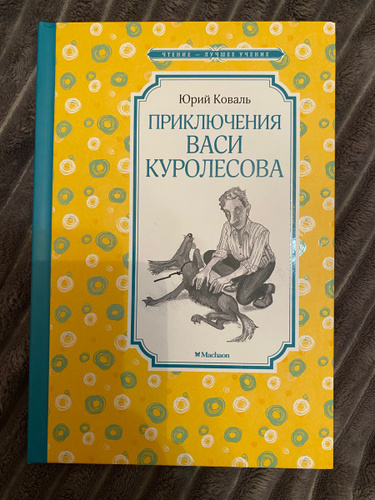 ЧТЕНИЕ – ЛУЧШЕЕ УЧЕНИЕ
Юрий Коваль
ПРИКЛЮЧЕНИЯ
ВАСИ
КУРОЛЕСОВА
Machaon